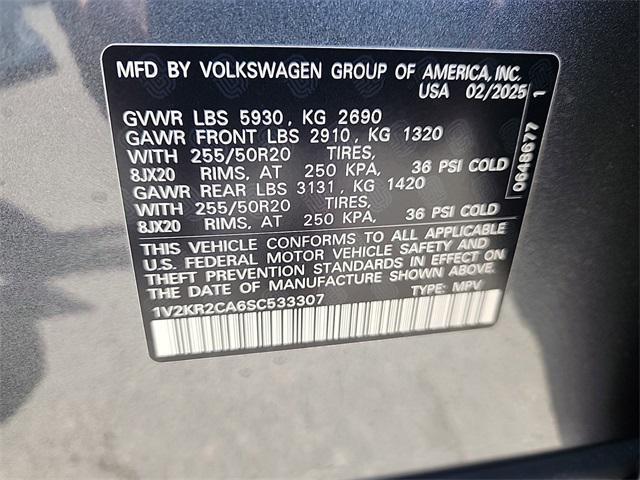 MFD BY VOLKSWAGEN GROUP OF AMERICA, INC.
USA 02/2025
GVWR LBS 5930, KG 2690
GAWR FRONT LBS 2910, KG 1320
WITH 255/50R20 TIRES,
8JX20 RIMS, AT 250 KPA, 36 PSI COLD
GAWR REAR LBS 3131, KG 1420
WITH 255/50R20 TIRES,
8JX20 RIMS, AT 250 KPA, 36 PSI COLD
THIS VEHICLE CONFORMS TO ALL APPLICABLE
U.S. FEDERAL MOTOR VEHICLE SAFETY AND
THEFT PREVENTION STANDARDS IN EFFECT ON
THE DATE OF MANUFACTURE SHOWN ABOVE.
1V2KR2CA6SC533307 TYPE: MPV
0648677 1